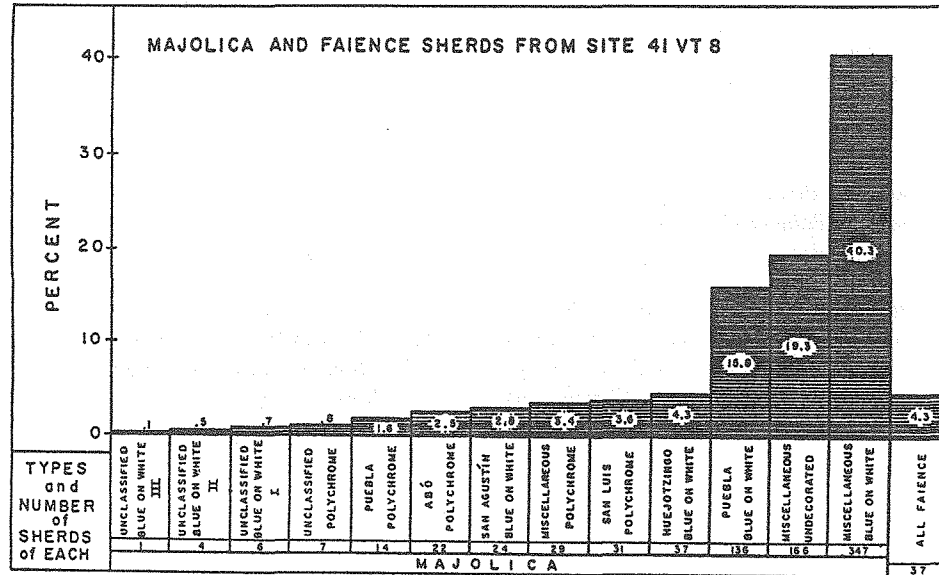 MAJOLICA AND FAIENCE SHERDS FROM SITE 41 VT 8
PERCENT
40
30
20
10
0
.1
.5
.7
.8
1.6
2.5
2.8
3.4
3.6
4.3
15.8
19.3
40.3
4.3
TYPES
and
NUMBER
of
SHERDS
of EACH
UNCLASSIFIED
BLUE ON WHITE
III
1
UNCLASSIFIED
BLUE ON WHITE
II
4
UNCLASSIFIED
BLUE ON WHITE
I
6
UNCLASSIFIED
POLYCHROME
7
PUEBLA
POLYCHROME
14
ABÓ
POLYCHROME
22
SAN AGUSTÍN
BLUE ON WHITE
24
MISCELLANEOUS
POLYCHROME
29
SAN LUIS
POLYCHROME
31
HUEJOTZINGO
BLUE ON WHITE
37
PUEBLA
BLUE ON WHITE
136
MISCELLANEOUS
UNDECORATED
166
MISCELLANEOUS
BLUE ON WHITE
347
ALL FAIENCE
37
MAJOLICA